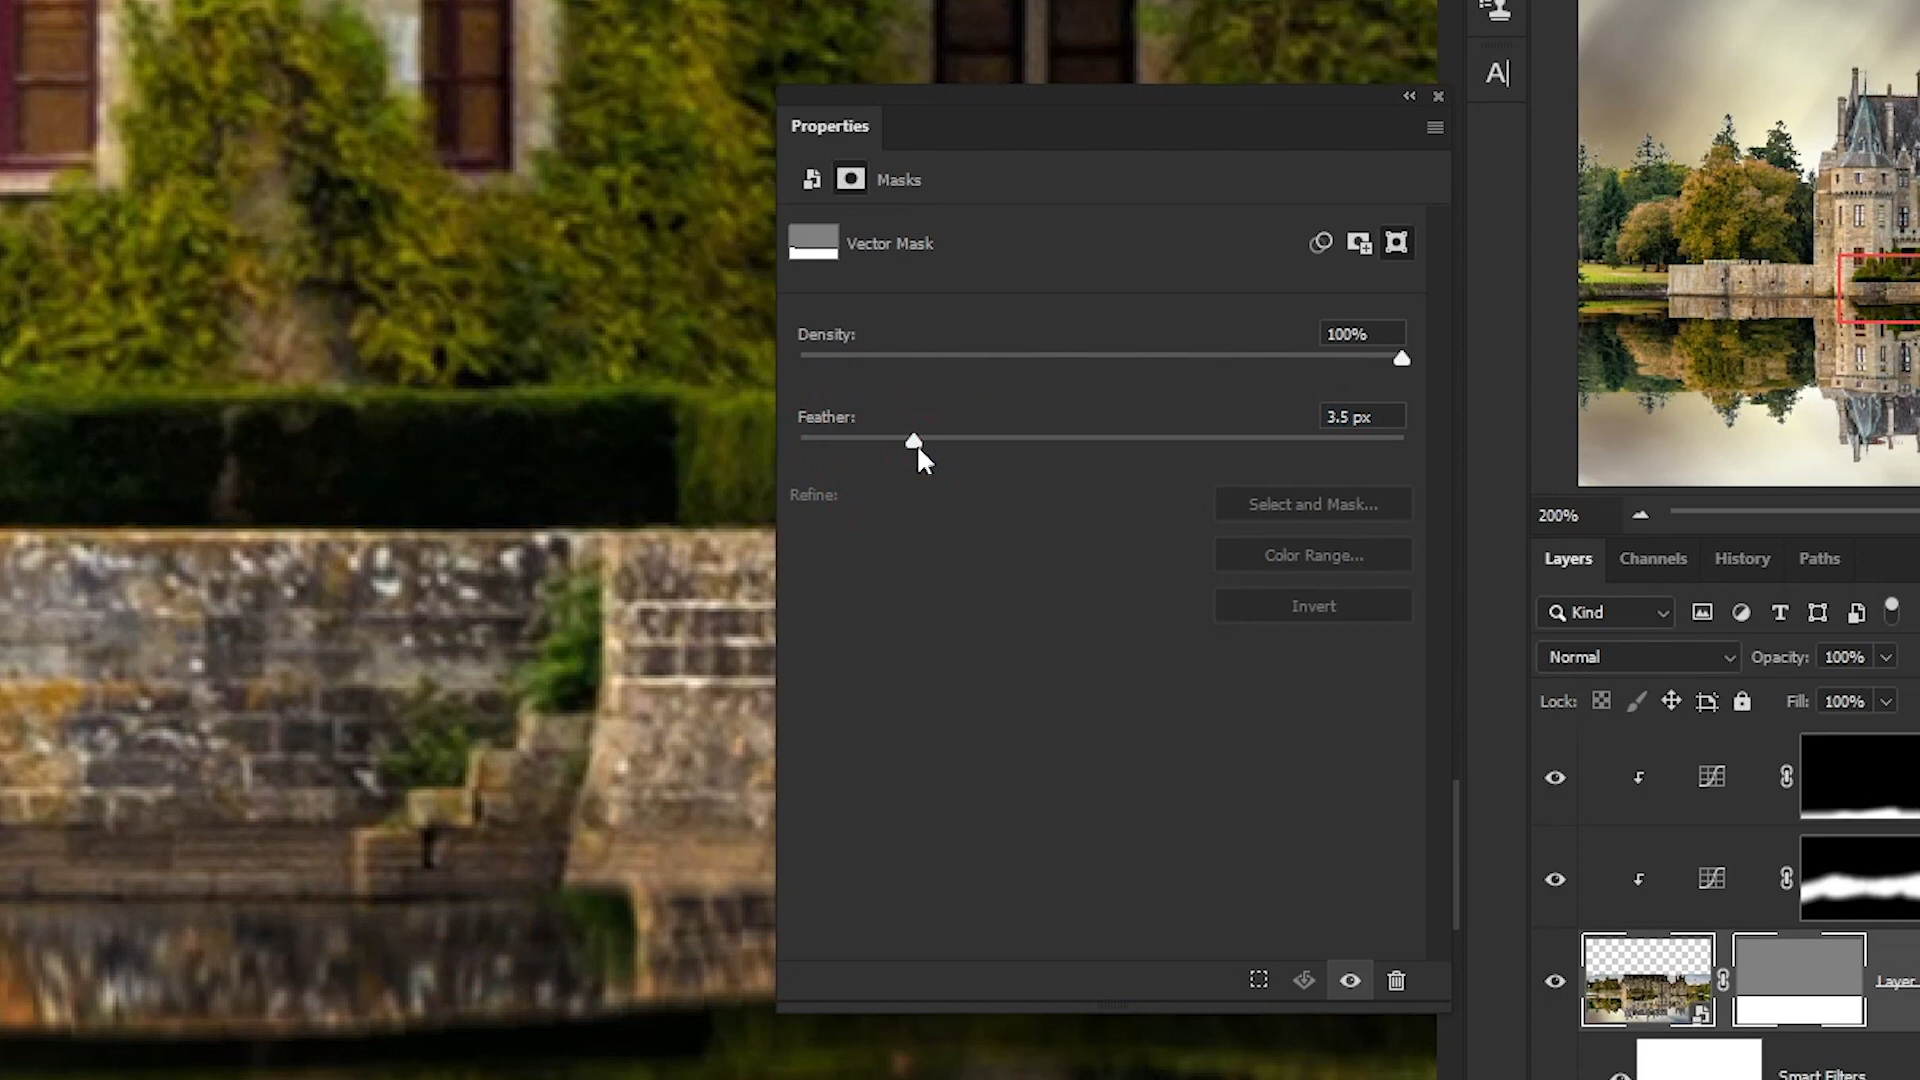 Properties
Masks
Vector Mask
Density:
100%
Feather:
3.5 px
Refine:
Select and Mask...
Color Range...
Invert
A
200%
Layers Channels History Paths
Kind
Normal Opacity: 100%
Lock: Fill: 100%
Layer
Smart Filters